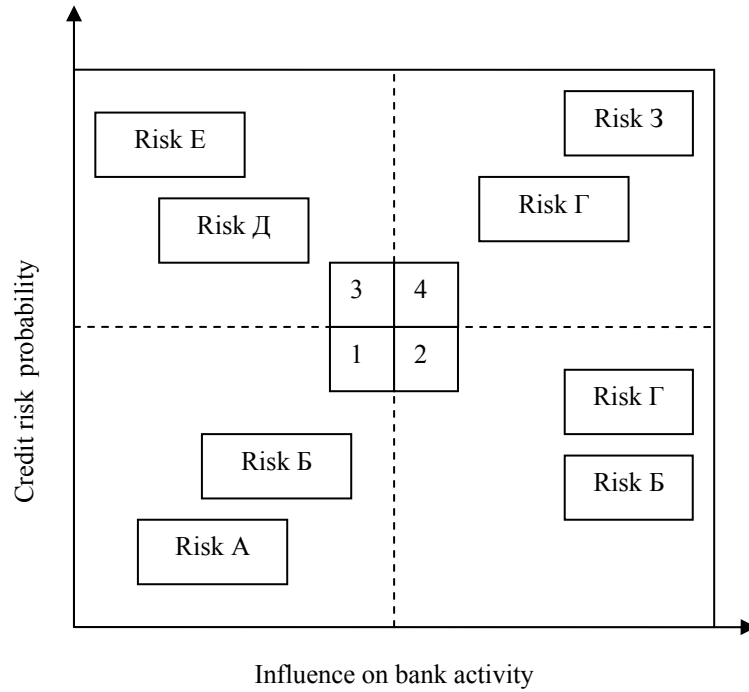 Risk З
Risk Е
Risk Г
Risk Д
3 4
1 2
Risk Г
Risk Б
Risk Б
Risk А
Credit risk probability
Influence on bank activity